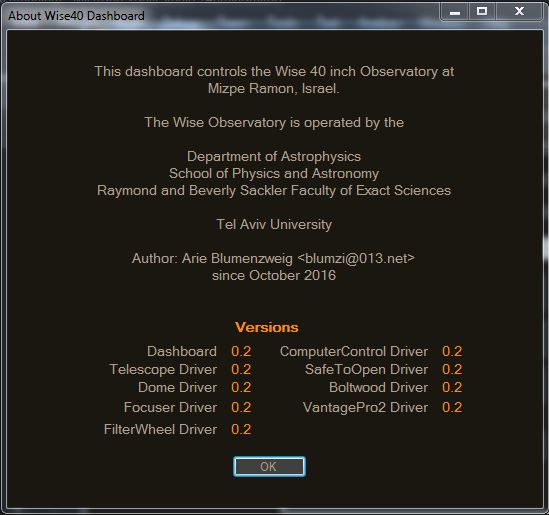 About Wise40 Dashboard
This dashboard controls the Wise 40 inch Observatory at
Mizpe Ramon, Israel.
The Wise Observatory is operated by the
Department of Astrophysics
School of Physics and Astronomy
Raymond and Beverly Sackler Faculty of Exact Sciences
Tel Aviv University
Author: Arie Blumenzweig <blumzi@013.net>
since October 2016
Versions
Dashboard 0.2 ComputerControl Driver 0.2
Telescope Driver 0.2 SafeToOpen Driver 0.2
Dome Driver 0.2 Boltwood Driver 0.2
Focuser Driver 0.2 VantagePro2 Driver 0.2
FilterWheel Driver 0.2
OK